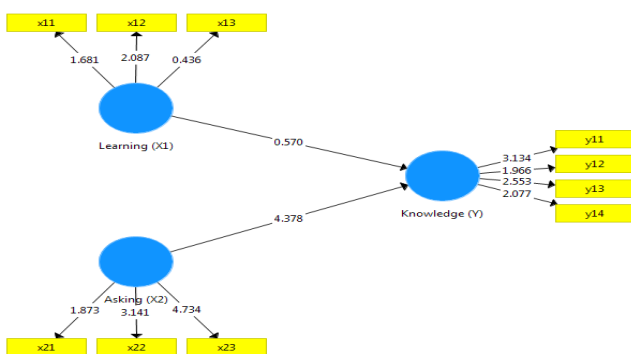 x11 x12 x13
1.681 2.087 0.436
Learning (X1)
0.570
y11
3.134
y12
1.966
2.553
y13
2.077
y14
Knowledge (Y)
4.378
Asking (X2)
1.873 3.141 4.734
x21 x22 x23